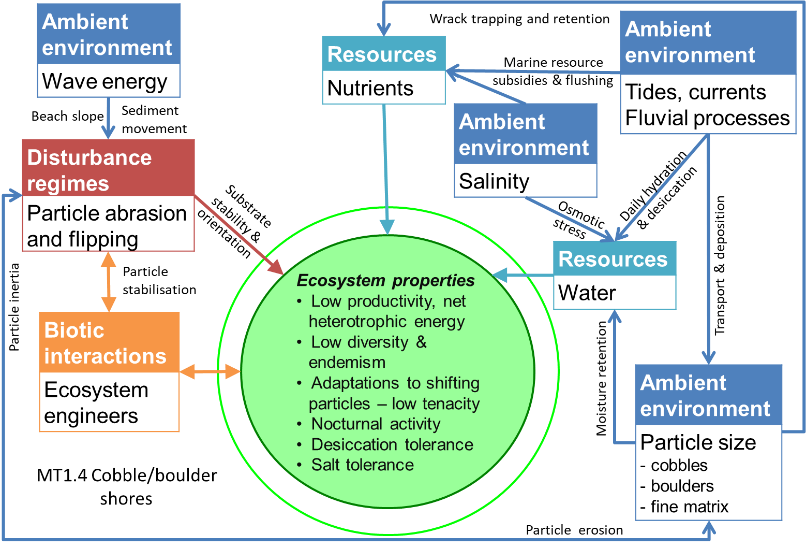 Ambient
environment
Wave energy
Beach slope
Sediment
movement
Disturbance
regimes
Particle abrasion
and flipping
Substrate
stability &
orientation
Particle
stabilisation
Particle inertia
Biotic
interactions
Ecosystem
engineers
MT1.4 Cobble/boulder
shores
Wrack trapping and retention
Resources
Nutrients
Marine resource
subsidies & flushing
Ambient
environment
Tides, currents
Fluvial processes
Ambient
environment
Salinity
Osmotic
stress
Daily hydration
& desiccation
Resources
Water
Transport & deposition
Moisture retention
Ambient
environment
Particle size
- cobbles
- boulders
- fine matrix
Particle erosion
Ecosystem properties
• Low productivity, net
heterotrophic energy
• Low diversity &
endemism
• Adaptations to shifting
particles – low tenacity
• Nocturnal activity
• Desiccation tolerance
• Salt tolerance